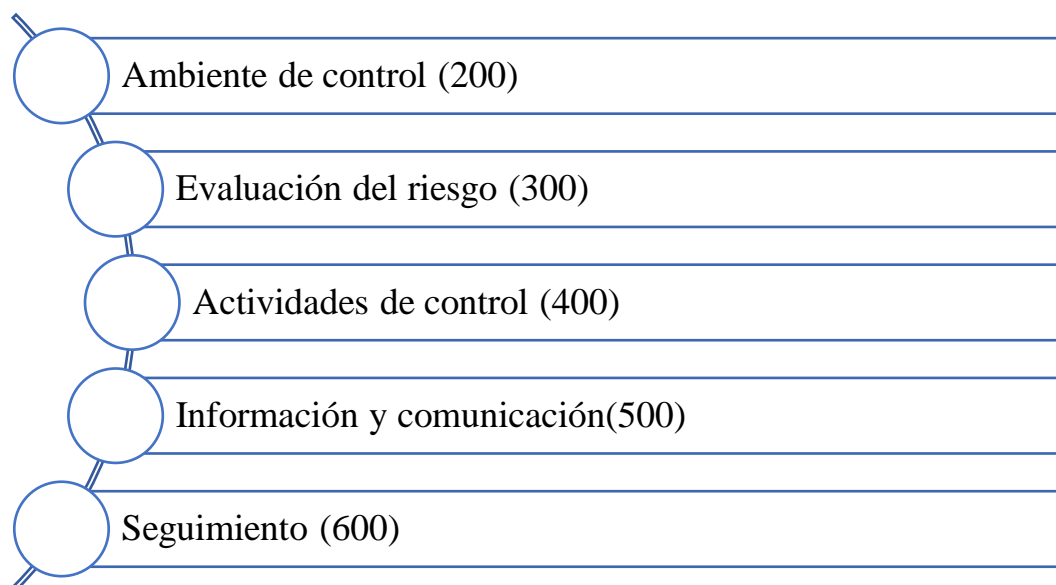 Ambiente de control (200)
Evaluación del riesgo (300)
Actividades de control (400)
Información y comunicación(500)
Seguimiento (600)